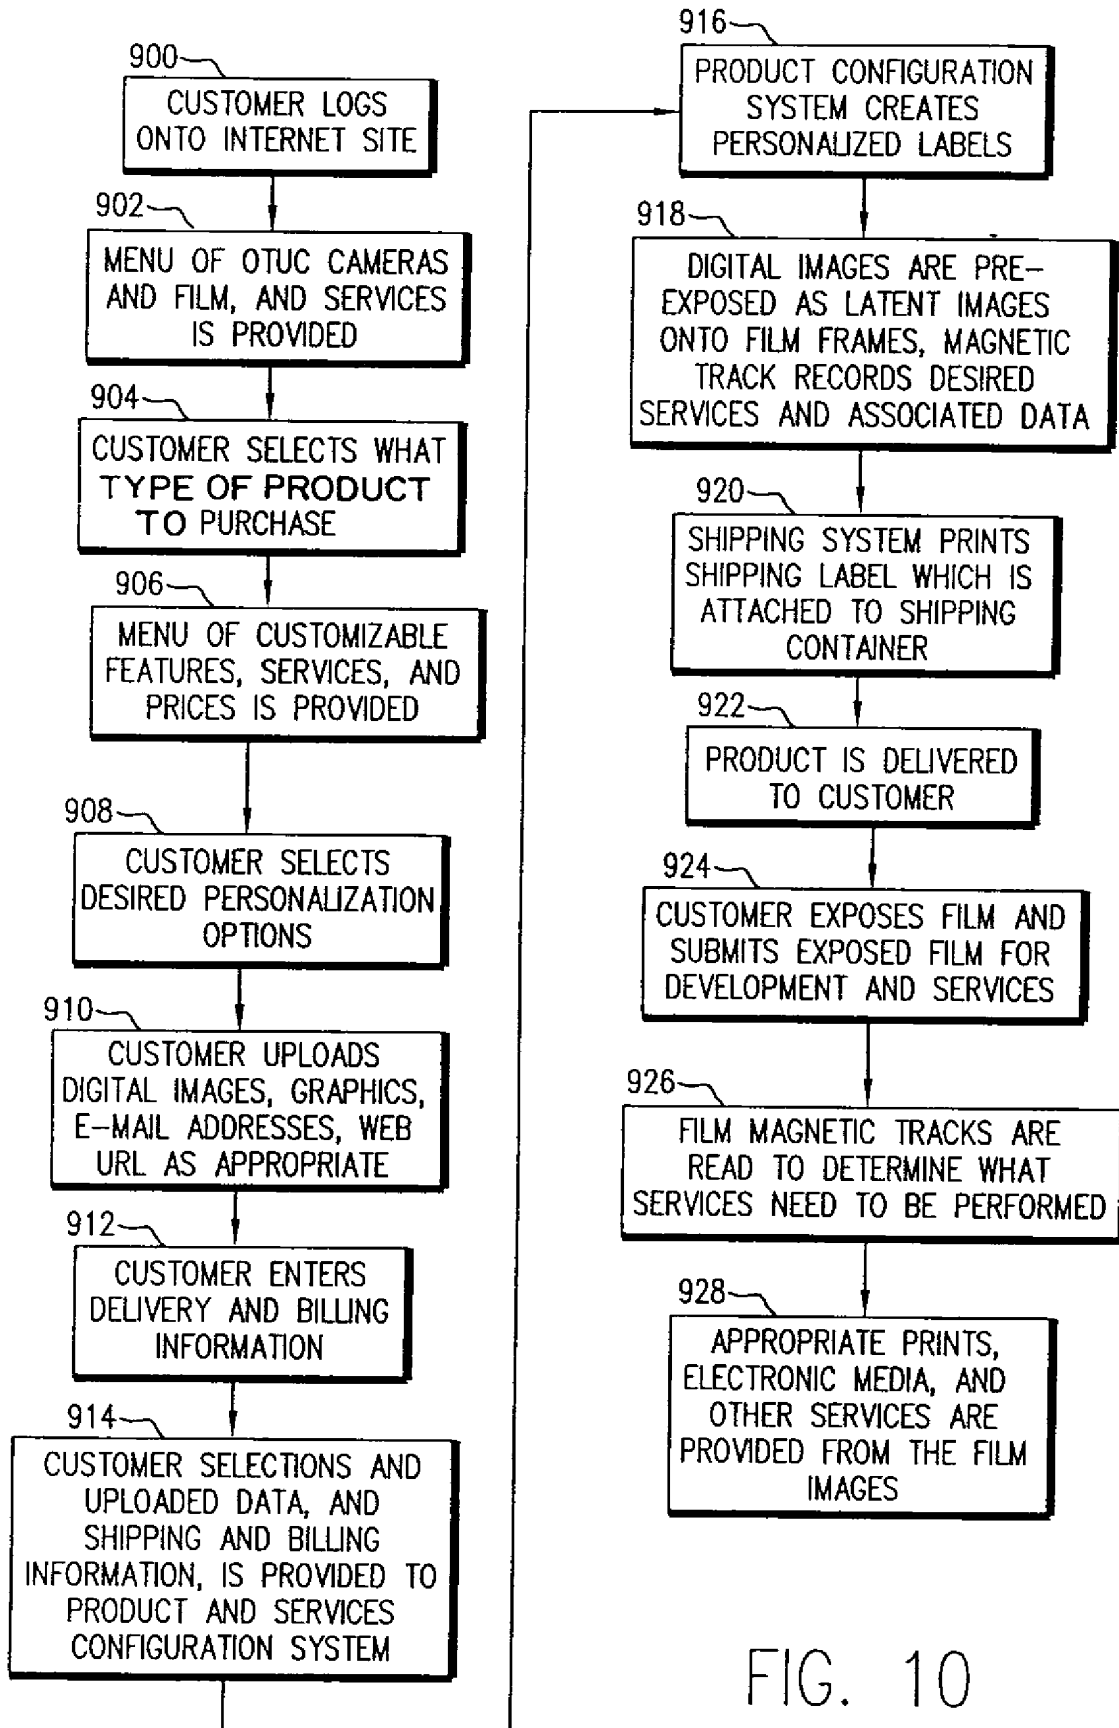 900
CUSTOMER LOGS
ONTO INTERNET SITE
902
MENU OF OTUC CAMERAS
AND FILM, AND SERVICES
IS PROVIDED
904
CUSTOMER SELECTS WHAT
TYPE OF PRODUCT
TO PURCHASE
906
MENU OF CUSTOMIZABLE
FEATURES, SERVICES, AND
PRICES IS PROVIDED
908
CUSTOMER SELECTS
DESIRED PERSONALIZATION
OPTIONS
910
CUSTOMER UPLOADS
DIGITAL IMAGES, GRAPHICS,
E-MAIL ADDRESSES, WEB
URL AS APPROPRIATE
912
CUSTOMER ENTERS
DELIVERY AND BILLING
INFORMATION
914
CUSTOMER SELECTIONS AND
UPLOADED DATA, AND
SHIPPING AND BILLING
INFORMATION, IS PROVIDED TO
PRODUCT AND SERVICES
CONFIGURATION SYSTEM
916
PRODUCT CONFIGURATION
SYSTEM CREATES
PERSONALIZED LABELS
918
DIGITAL IMAGES ARE PRE-
EXPOSED AS LATENT IMAGES
ONTO FILM FRAMES, MAGNETIC
TRACK RECORDS DESIRED
SERVICES AND ASSOCIATED DATA
920
SHIPPING SYSTEM PRINTS
SHIPPING LABEL WHICH IS
ATTACHED TO SHIPPING
CONTAINER
922
PRODUCT IS DELIVERED
TO CUSTOMER
924
CUSTOMER EXPOSES FILM AND
SUBMITS EXPOSED FILM FOR
DEVELOPMENT AND SERVICES
926
FILM MAGNETIC TRACKS ARE
READ TO DETERMINE WHAT
SERVICES NEED TO BE PERFORMED
928
APPROPRIATE PRINTS,
ELECTRONIC MEDIA, AND
OTHER SERVICES ARE
PROVIDED FROM THE FILM
IMAGES
FIG. 10